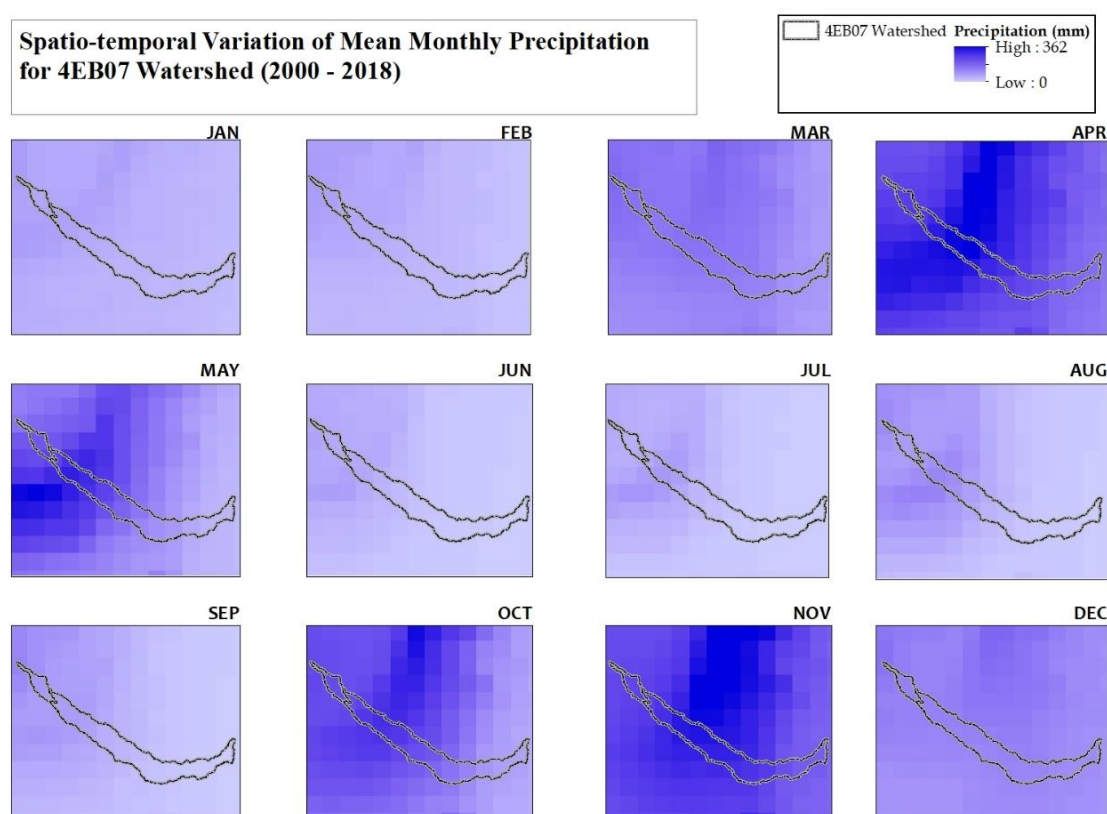 Spatio-temporal Variation of Mean Monthly Precipitation
for 4EB07 Watershed (2000 - 2018)
4EB07 Watershed Precipitation (mm)
High : 362
Low : 0
JAN FEB MAR APR
MAY JUN JUL AUG
SEP OCT NOV DEC